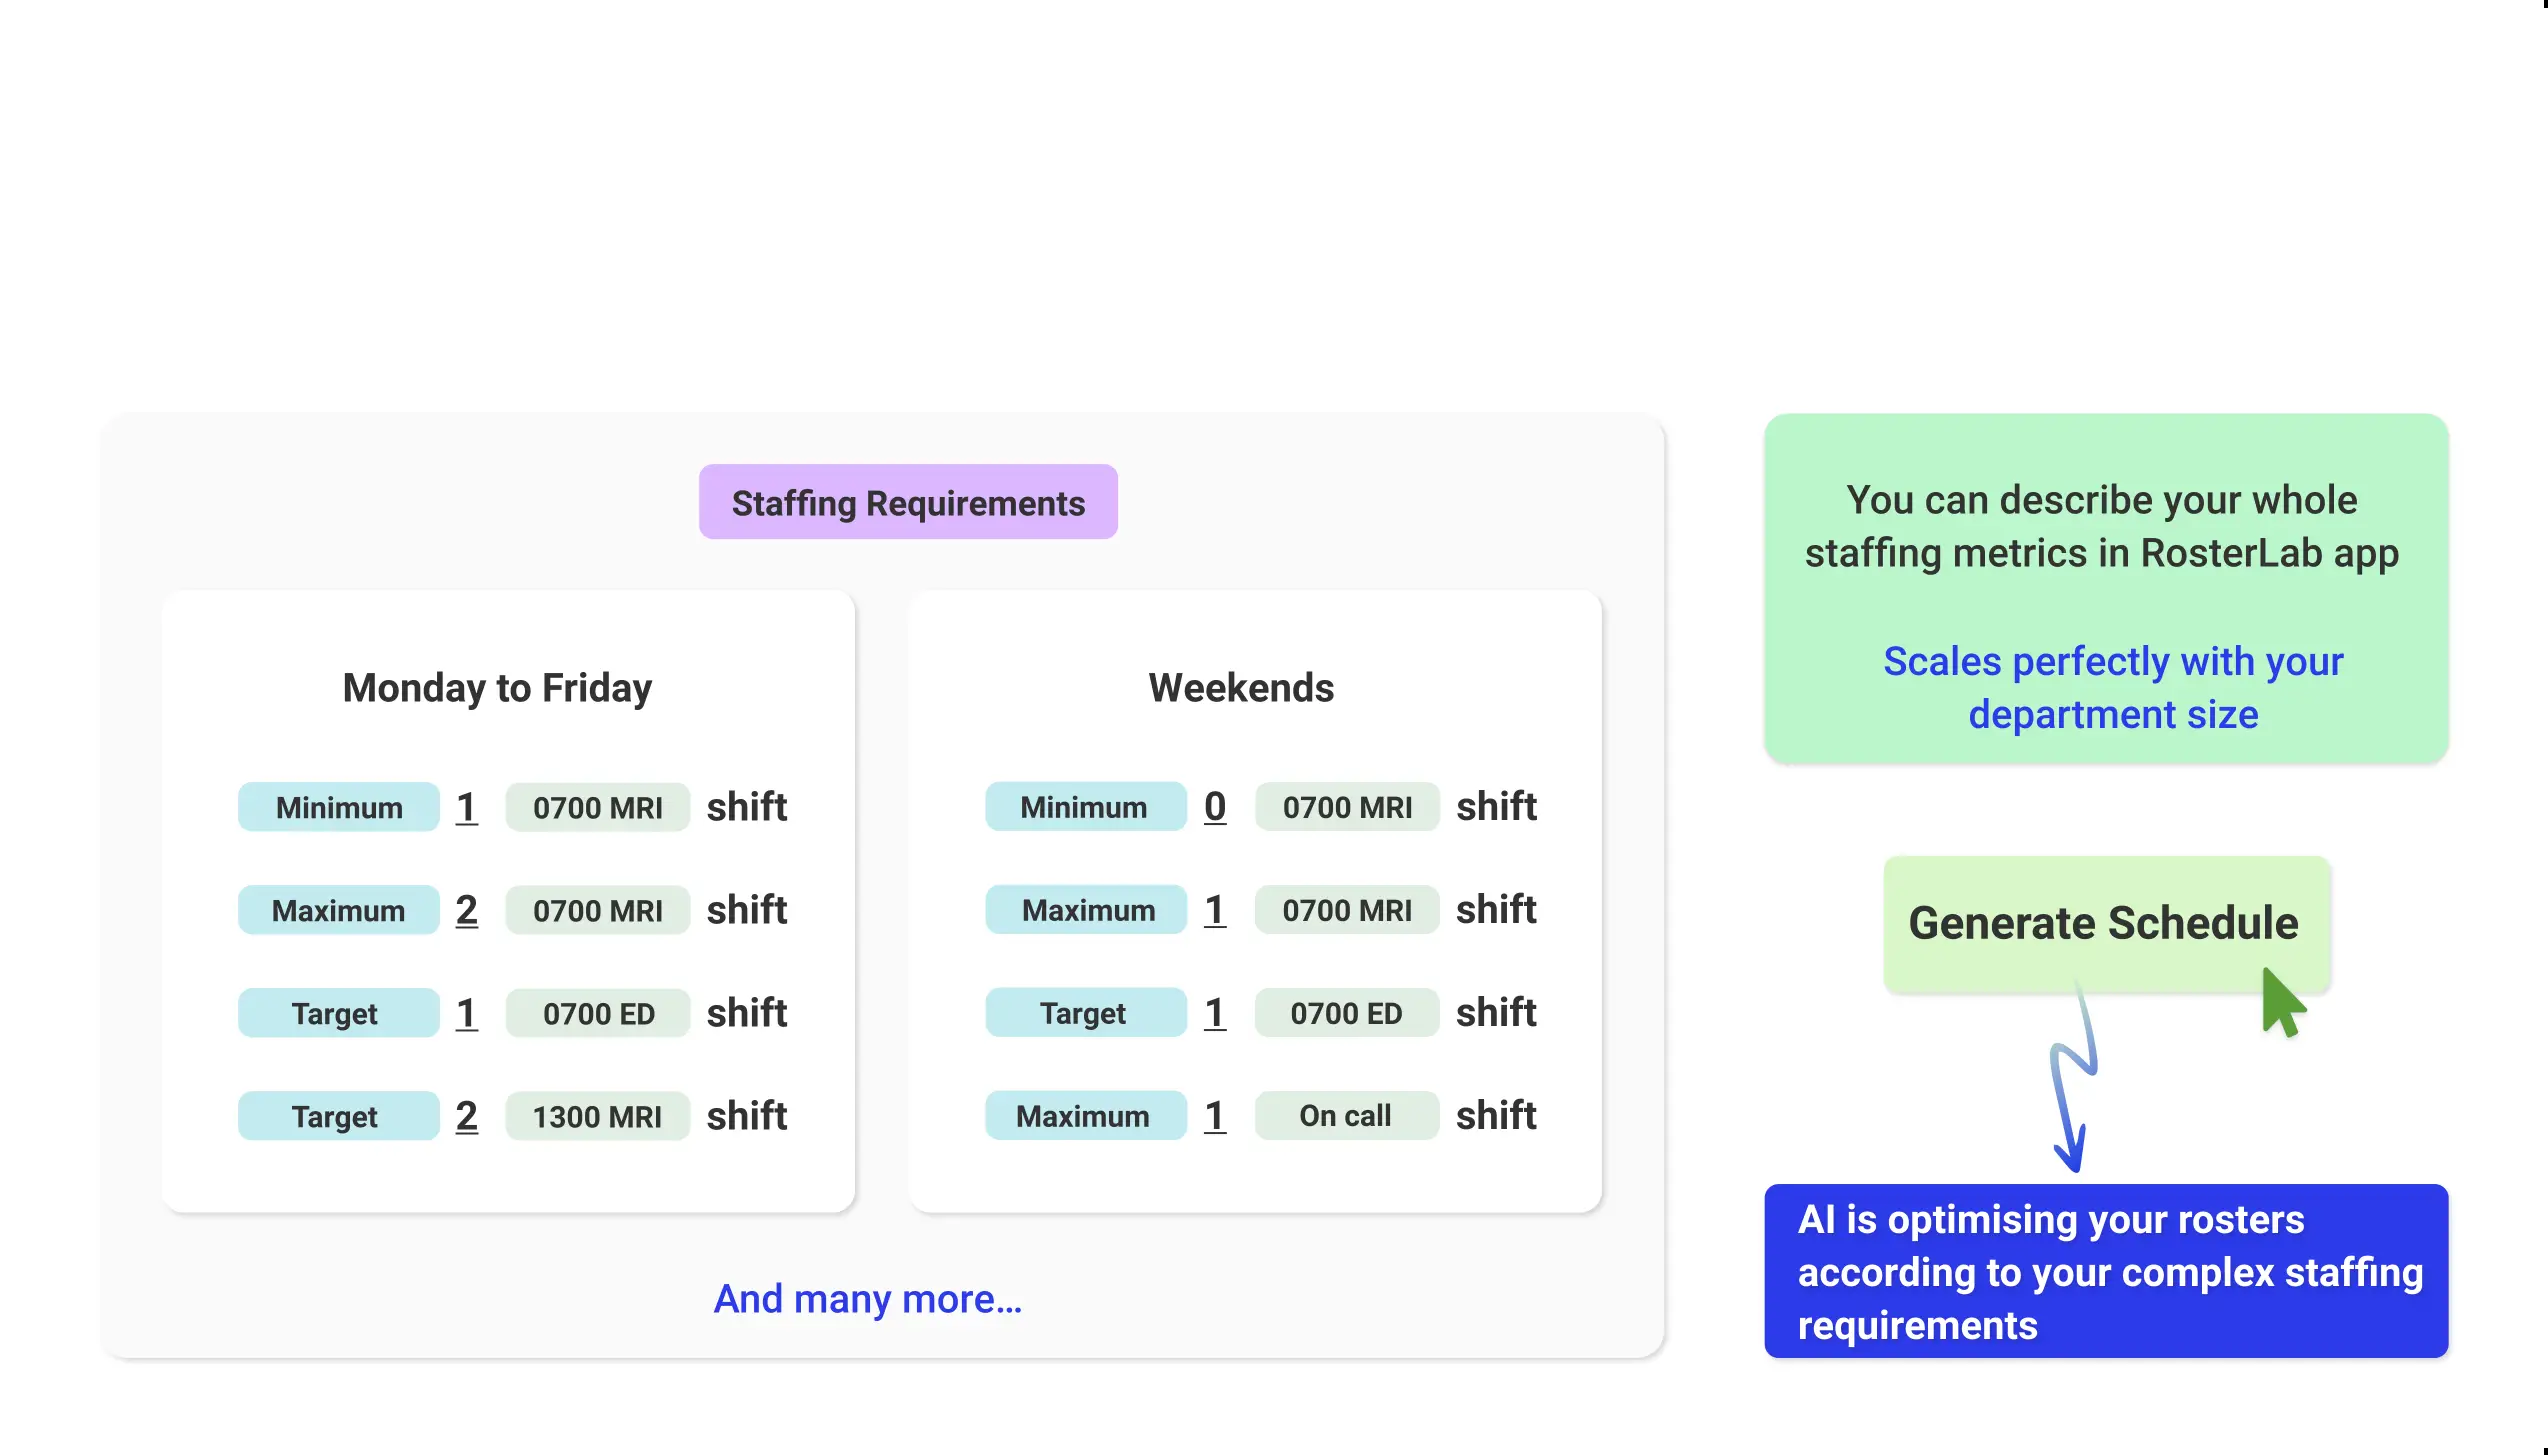 Staffing Requirements
Monday to Friday
Minimum 1 0700 MRI shift
Maximum 2 0700 MRI shift
Target 1 0700 ED shift
Target 2 1300 MRI shift
Weekends
Minimum 0 0700 MRI shift
Maximum 1 0700 MRI shift
Target 1 0700 ED shift
Maximum 1 On call shift
And many more...
You can describe your whole
staffing metrics in RosterLab app
Scales perfectly with your
department size
Generate Schedule
AI is optimising your rosters
according to your complex staffing
requirements